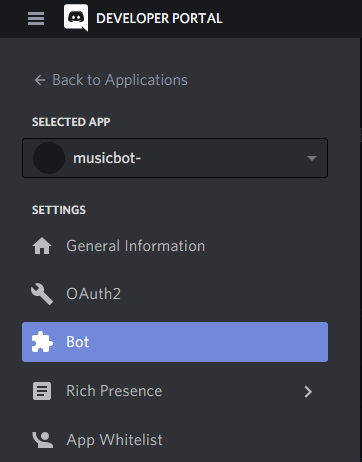 DEVELOPER PORTAL
← Back to Applications
SELECTED APP
musicbot-
SETTINGS
General Information
OAuth2
Bot
Rich Presence
App Whitelist